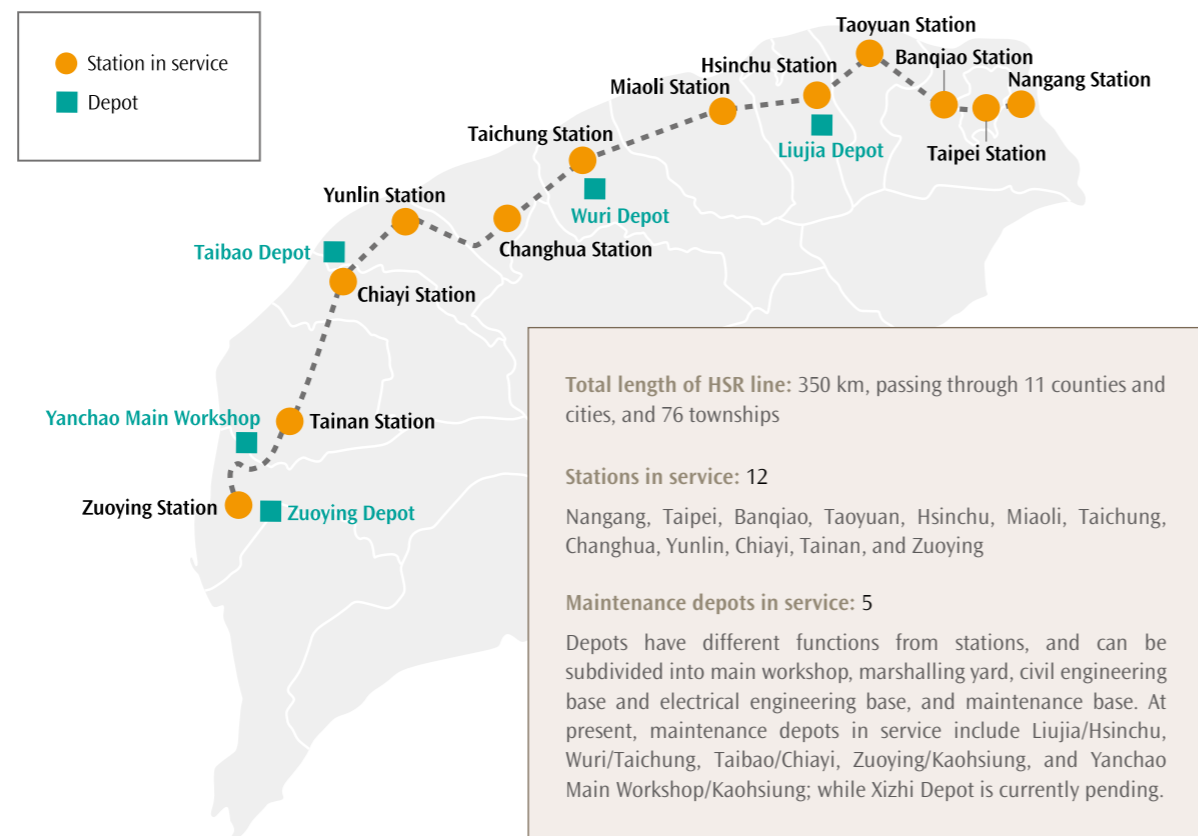 Station in service
Depot
Taoyuan Station
Banqiao Station
Hsinchu Station
Nangang Station
Miaoli Station
Taichung Station
Liujia Depot
Taipei Station
Yunlin Station
Wuri Depot
Changhua Station
Taibao Depot
Chiayi Station
Yanchao Main Workshop
Tainan Station
Zuoying Station
Zuoying Depot
Total length of HSR line: 350 km, passing through 11 counties and
cities, and 76 townships
Stations in service: 12
Nangang, Taipei, Banqiao, Taoyuan, Hsinchu, Miaoli, Taichung,
Changhua, Yunlin, Chiayi, Tainan, and Zuoying
Maintenance depots in service: 5
Depots have different functions from stations, and can be
subdivided into main workshop, marshalling yard, civil engineering
base and electrical engineering base, and maintenance base. At
present, maintenance depots in service include Liujia/Hsinchu,
Wuri/Taichung, Taibao/Chiayi, Zuoying/Kaohsiung, and Yanchao
Main Workshop/Kaohsiung; while Xizhi Depot is currently pending.